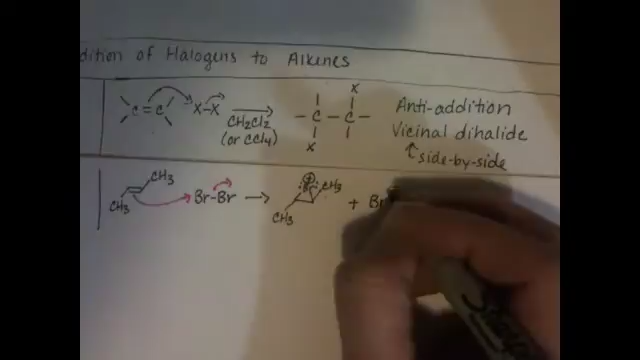 dition of Halogens to Alkenes
X
C=C X-X → - C - C - Anti-addition
CH2Cl2 Vicinal dihalide
(or CCl4) X ↑ side-by-side
CH3 Br-Br → CH3 + Br
CH3 CH3